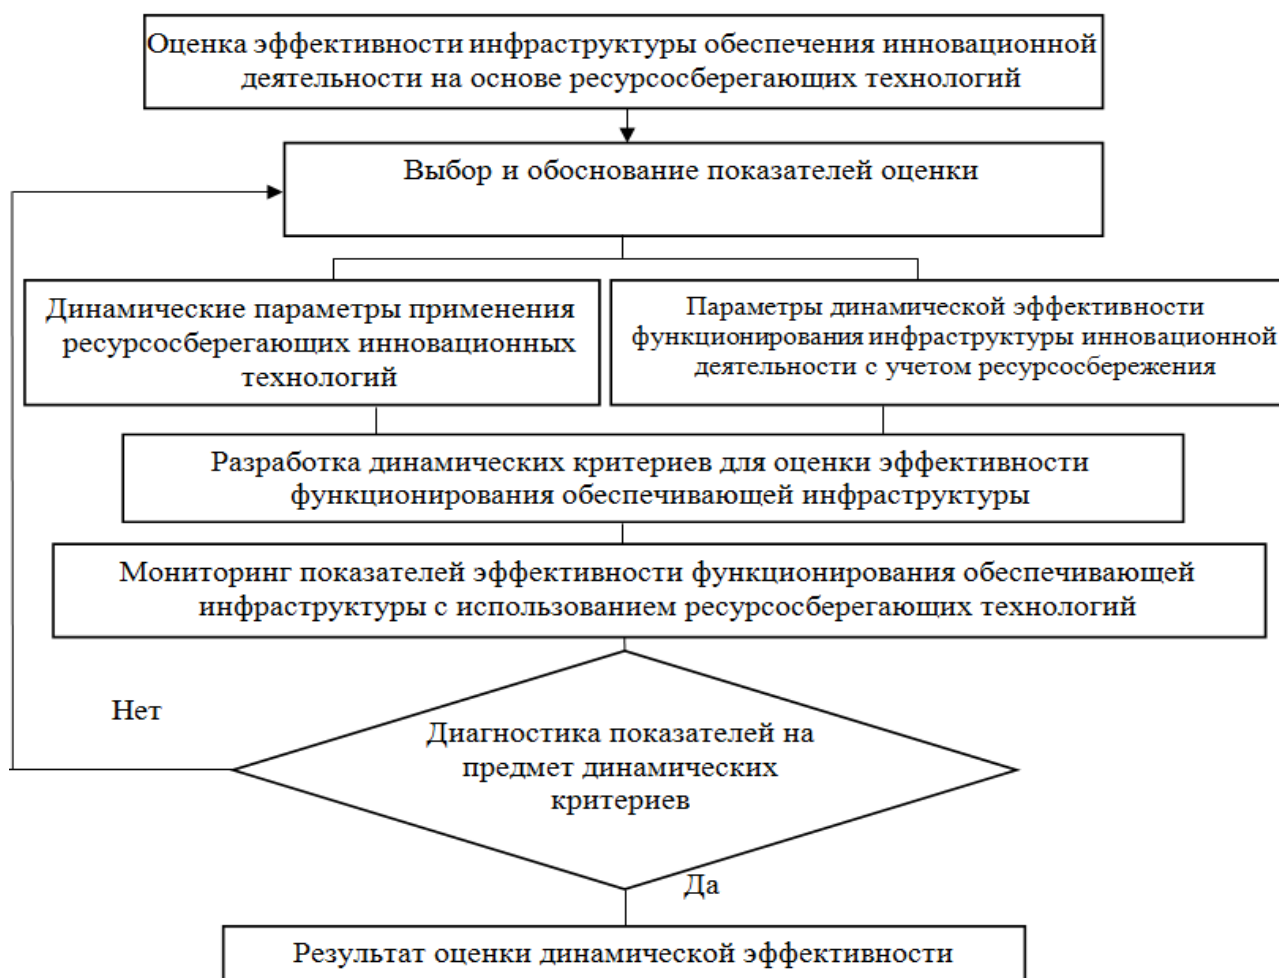 Оценка эффективности инфраструктуры обеспечения инновационной
деятельности на основе ресурсосберегающих технологий
Выбор и обоснование показателей оценки
Динамические параметры применения
ресурсосберегающих инновационных
технологий
Параметры динамической эффективности
функционирования инфраструктуры инновационной
деятельности с учетом ресурсосбережения
Разработка динамических критериев для оценки эффективности
функционирования обеспечивающей инфраструктуры
Мониторинг показателей эффективности функционирования обеспечивающей
инфраструктуры с использованием ресурсосберегающих технологий
Нет
Диагностика показателей на
предмет динамических
критериев
Да
Результат оценки динамической эффективности